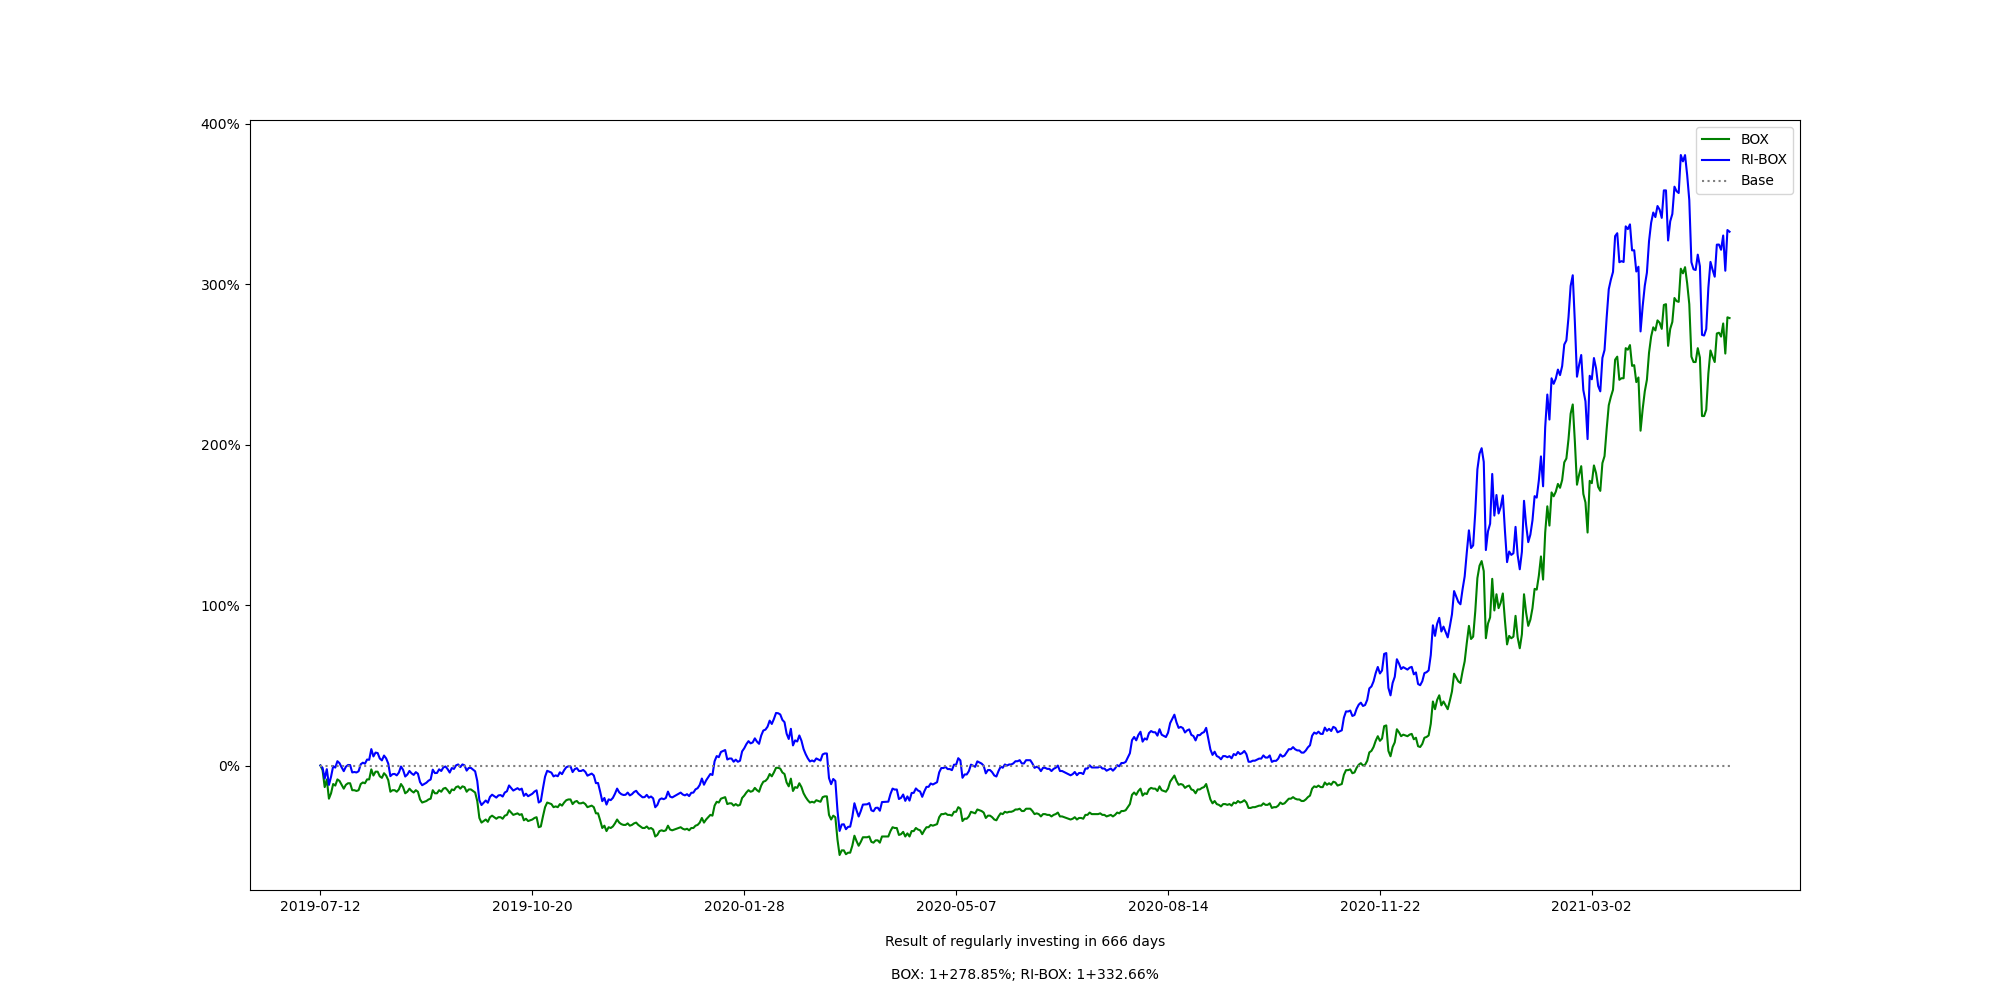 400%
300%
200%
100%
0%
BOX
RI-BOX
Base
2019-07-12 2019-10-20 2020-01-28 2020-05-07 2020-08-14 2020-11-22 2021-03-02
Result of regularly investing in 666 days
BOX: 1+278.85%; RI-BOX: 1+332.66%